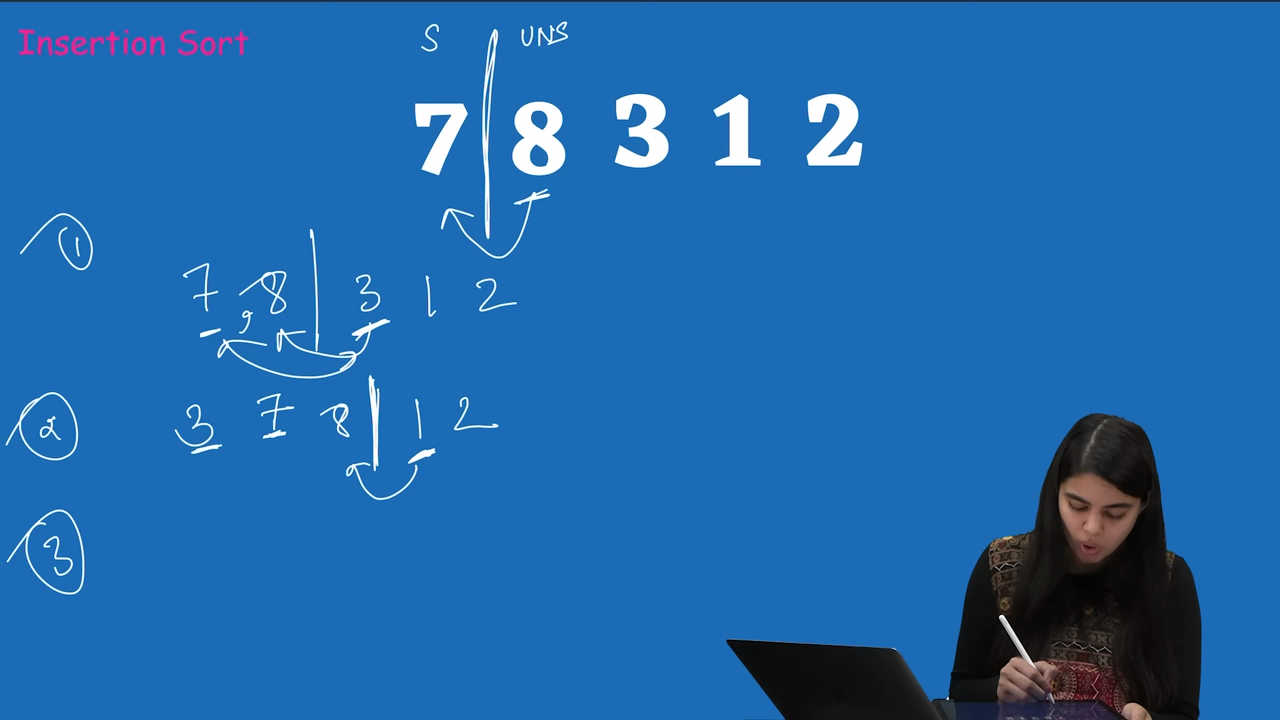 Insertion Sort
S | UNS
7 8 3 1 2
1
7, 8 | 3 1 2
2 3 7 8 | 1 2
3